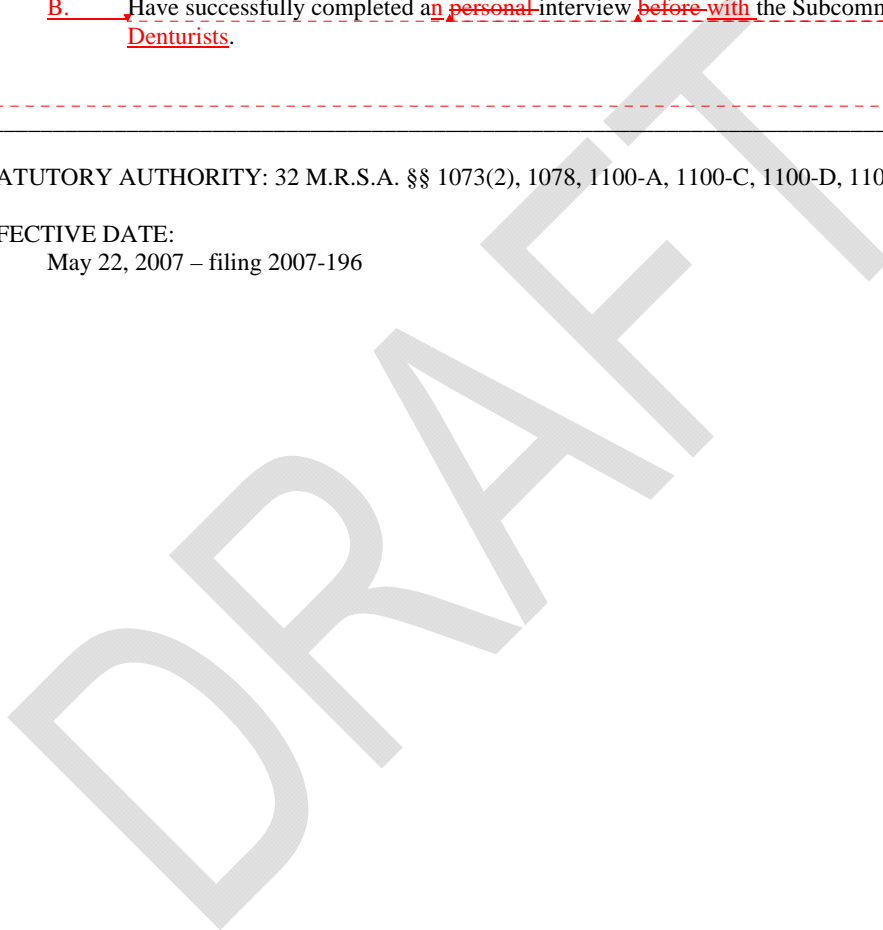 B. Have successfully completed an personal interview before with the Subcomm
Denturists.
ATUTORY AUTHORITY: 32 M.R.S.A. §§ 1073(2), 1078, 1100-A, 1100-C, 1100-D, 110
FECTIVE DATE:
May 22, 2007 – filing 2007-196
DRAFT